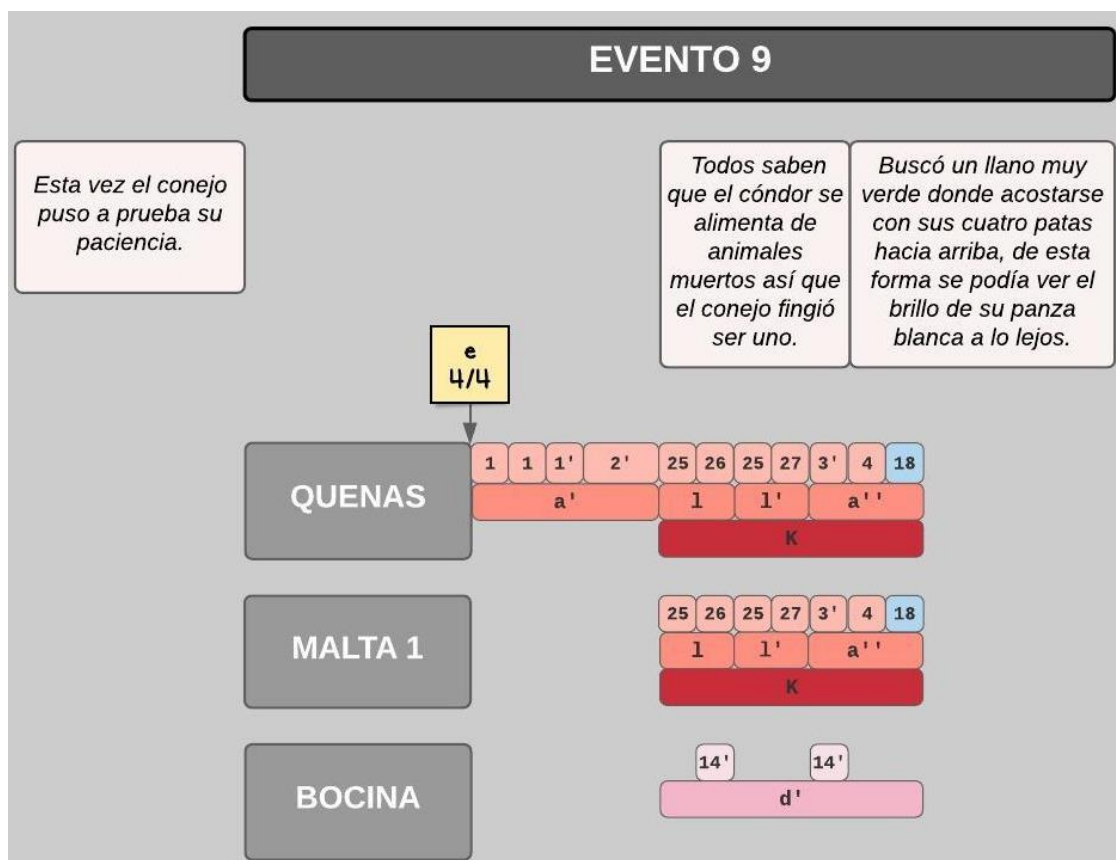 EVENTO 9
Esta vez el conejo
puso a prueba su
paciencia.
Todos saben
que el cóndor se
alimenta de
animales
muertos así que
el conejo fingió
ser uno.
Buscó un llano muy
verde donde acostarse
con sus cuatro patas
hacia arriba, de esta
forma se podía ver el
brillo de su panza
blanca a lo lejos.
e
4/4
QUENAS
1 1 1' 2' 25 26 25 27 3' 4 18
a' l l' a''
K
MALTA 1
25 26 25 27 3' 4 18
l l' a''
K
BOCINA
14' 14'
d'